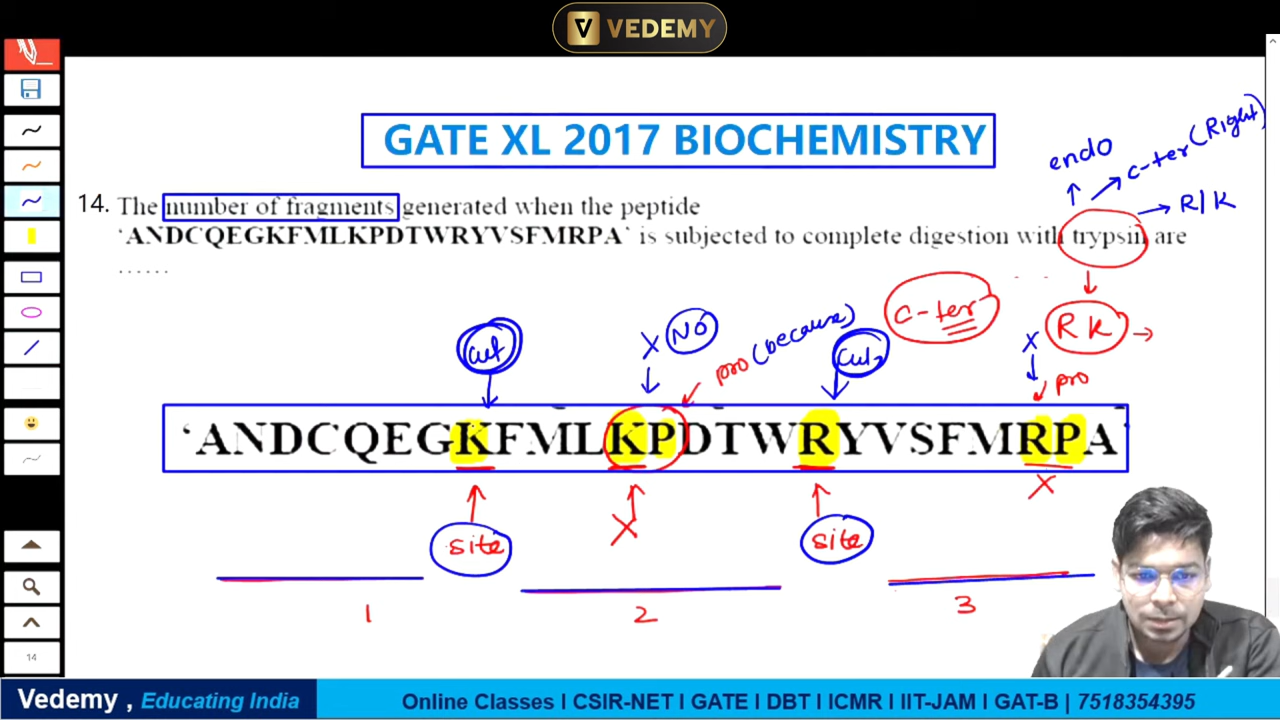 VEDEMY
GATE XL 2017 BIOCHEMISTRY
endo
C-ter (Right)
R/K
14. The number of fragments generated when the peptide
‘ANDCQEGKFMLKPDTWRYVSFMRPA’ is subjected to complete digestion with trypsin are
......
cut
X NO
pro (because)
cut
C-ter
X
R K
pro
‘ANDCQEGKFMLKPDTWRYVSFMRPA’
X
X
site
site
1
2
3
14
Vedemy , Educating India
Online Classes I CSIR-NET I GATE I DBT I ICMR I IIT-JAM I GAT-B I 7518354395